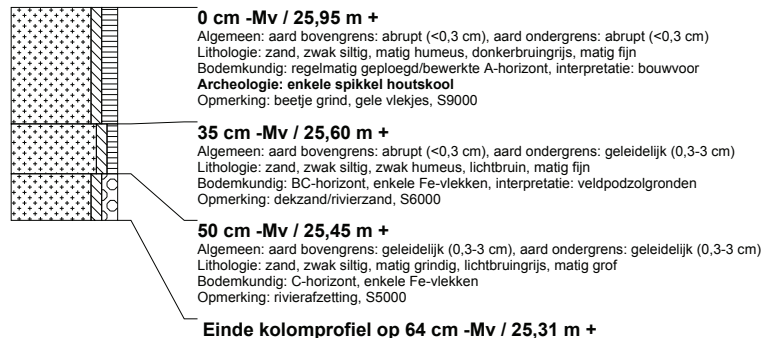 0 cm -Mv / 25,95 m +
Algemeen: aard bovengrens: abrupt (<0,3 cm), aard ondergrens: abrupt (<0,3 cm)
Lithologie: zand, zwak siltig, matig humeus, donkerbruingrijs, matig fijn
Bodemkundig: regelmatig geploegd/bewerkte A-horizont, interpretatie: bouwvoor
Archeologie: enkele spikkel houtskool
Opmerking: beetje grind, gele vlekjes, S9000
35 cm -Mv / 25,60 m +
Algemeen: aard bovengrens: abrupt (<0,3 cm), aard ondergrens: geleidelijk (0,3-3 cm)
Lithologie: zand, zwak siltig, zwak humeus, lichtbruin, matig fijn
Bodemkundig: BC-horizont, enkele Fe-vlekken, interpretatie: veldpodzolgronden
Opmerking: dekzand/rivierzand, S6000
50 cm -Mv / 25,45 m +
Algemeen: aard bovengrens: geleidelijk (0,3-3 cm), aard ondergrens: geleidelijk (0,3-3 cm)
Lithologie: zand, zwak siltig, matig grindig, lichtbruingrijs, matig grof
Bodemkundig: C-horizont, enkele Fe-vlekken
Opmerking: rivierafzetting, S5000
Einde kolomprofiel op 64 cm -Mv / 25,31 m +